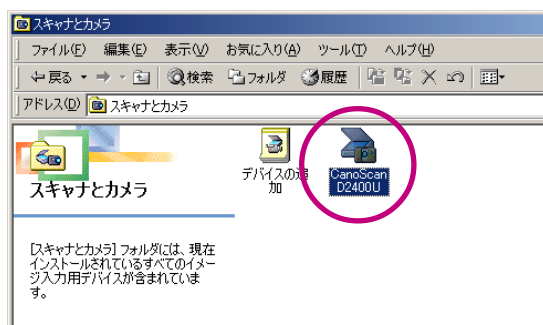 スキャナとカメラ
ファイル(F) 編集(E) 表示(V) お気に入り(A) ツール(T) ヘルプ(H)
戻る 検索 フォルダ 履歴
アドレス(D) スキャナとカメラ
スキャナとカメラ
[スキャナとカメラ] フォルダには、現在
インストールされているすべてのイメー
ジ入力用デバイスが含まれていま
す。
デバイスの追
加
CanoScan
D2400U